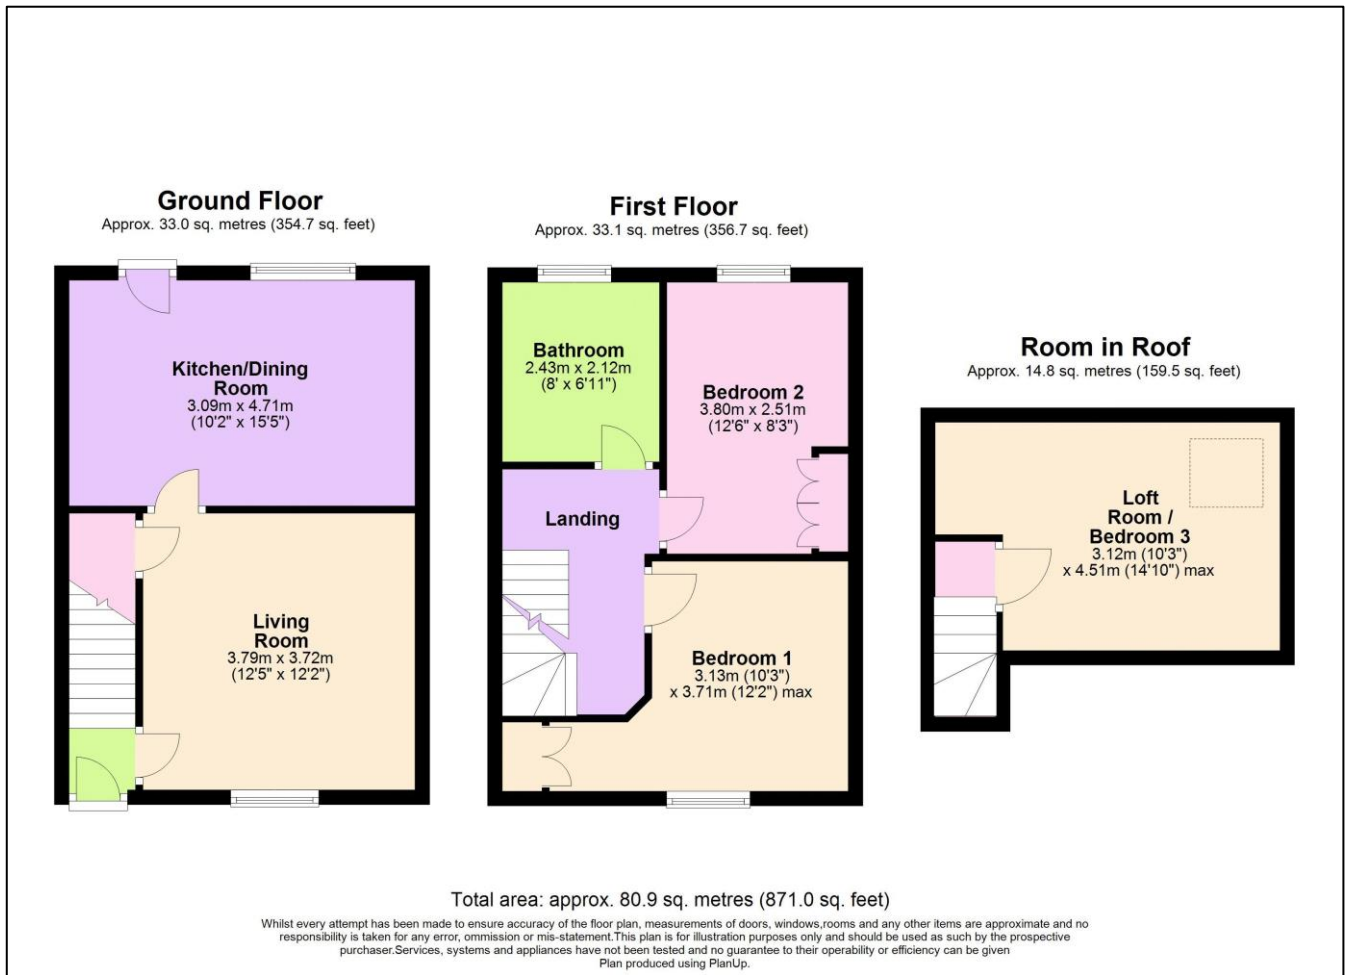 Ground Floor
Approx. 33.0 sq. metres (354.7 sq. feet)
Kitchen/Dining
Room
3.09m x 4.71m
(10'2" x 15'5")
Living
Room
3.79m x 3.72m
(12'5" x 12'2")
First Floor
Approx. 33.1 sq. metres (356.7 sq. feet)
Bathroom
2.43m x 2.12m
(8' x 6'11")
Bedroom 2
3.80m x 2.51m
(12'6" x 8'3")
Landing
Bedroom 1
3.13m (10'3")
x 3.71m (12'2") max
Room in Roof
Approx. 14.8 sq. metres (159.5 sq. feet)
Loft
Room /
Bedroom 3
3.12m (10'3")
x 4.51m (14'10") max
Total area: approx. 80.9 sq. metres (871.0 sq. feet)
Whilst every attempt has been made to ensure accuracy of the floor plan, measurements of doors, windows,rooms and any other items are approximate and no
responsibility is taken for any error, ommission or mis-statement.This plan is for illustration purposes only and should be used as such by the prospective
purchaser.Services, systems and appliances have not been tested and no guarantee to their operability or efficiency can be given
Plan produced using PlanUp.